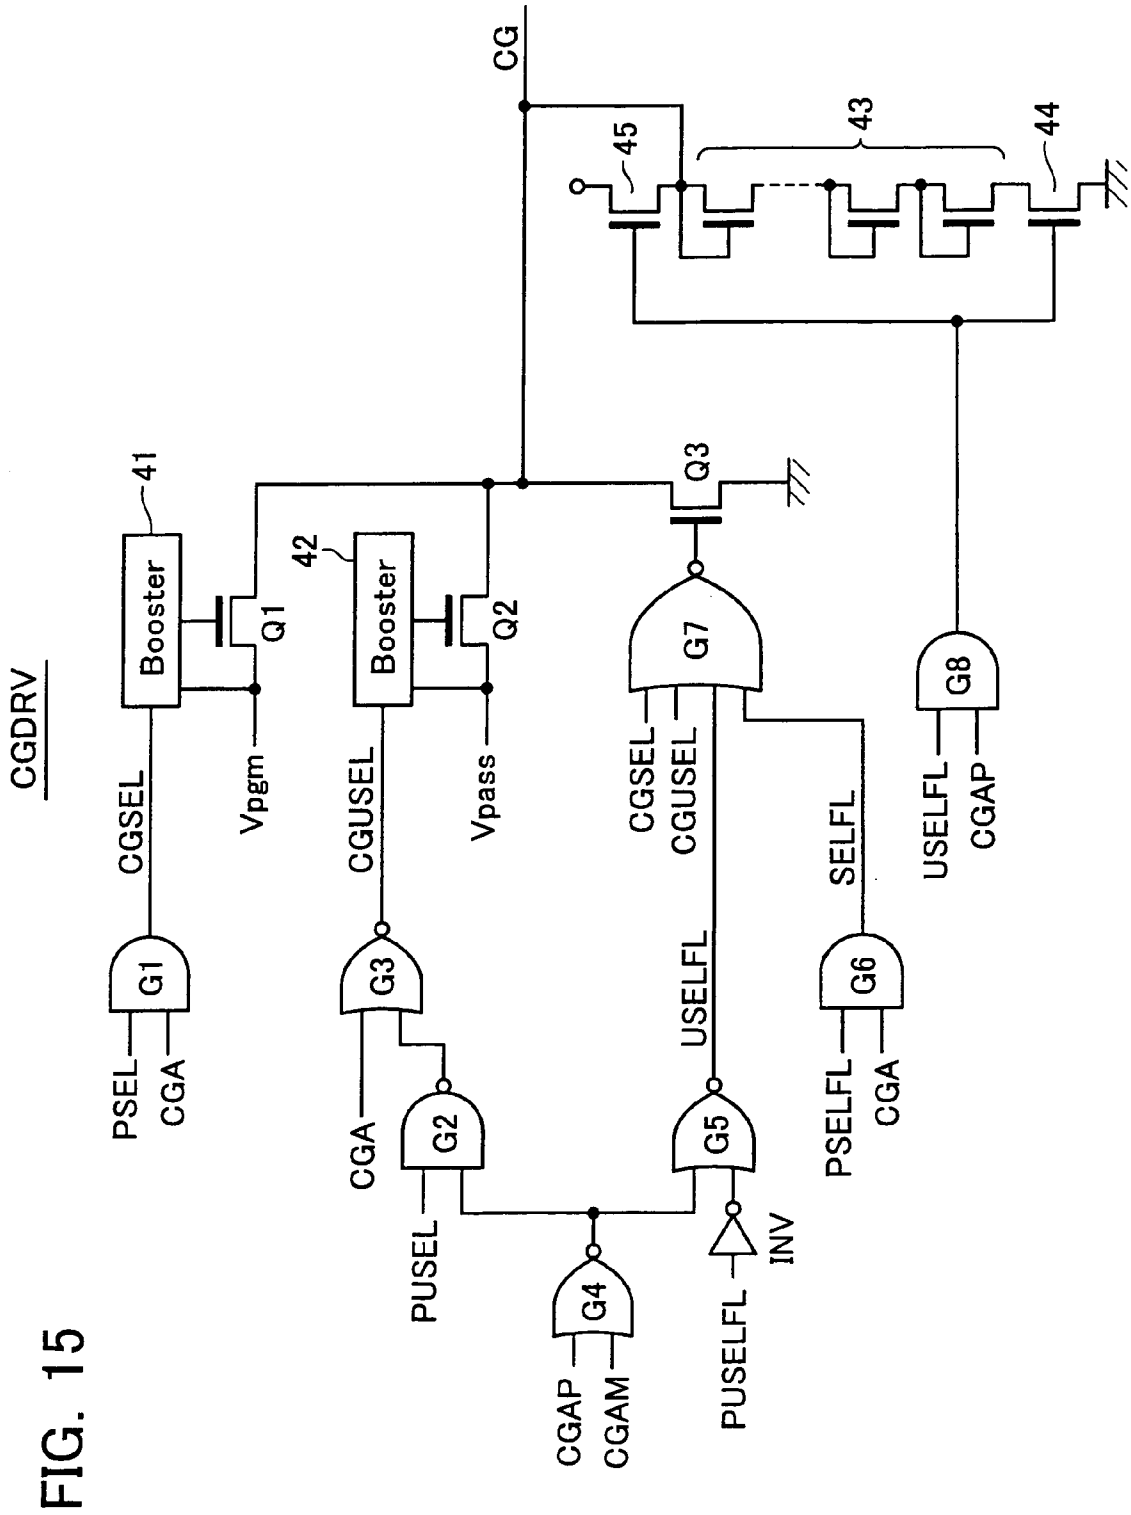 FIG. 15
CGDRV
PSEL
CGA
G1
CGSEL
Booster
41
Vpgm
Q1
CGA
G3
CGUSEL
Booster
42
Vpass
Q2
PUSEL
G2
CGAP
CGAM
G4
PUSELFL
INV
G5
USELFL
CGSEL
CGUSEL
G7
Q3
PSELFL
CGA
G6
SELFL
USELFL
CGAP
G8
CG
45
43
44